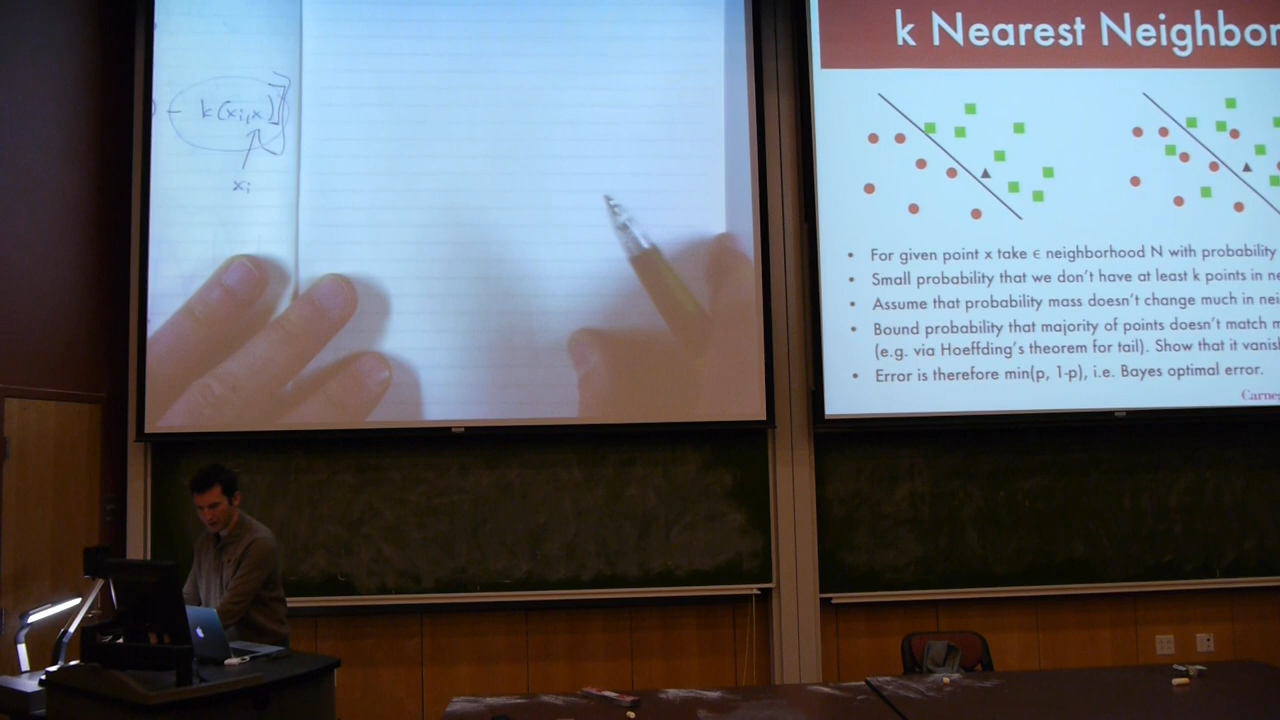 - k(xi,x)]
xi
k Nearest Neighbor
• For given point x take ϵ neighborhood N with probability
• Small probability that we don't have at least k points in ne
• Assume that probability mass doesn't change much in nei
• Bound probability that majority of points doesn't match m
(e.g. via Hoeffding's theorem for tail). Show that it vanis
• Error is therefore min(p, 1-p), i.e. Bayes optimal error.
Carne